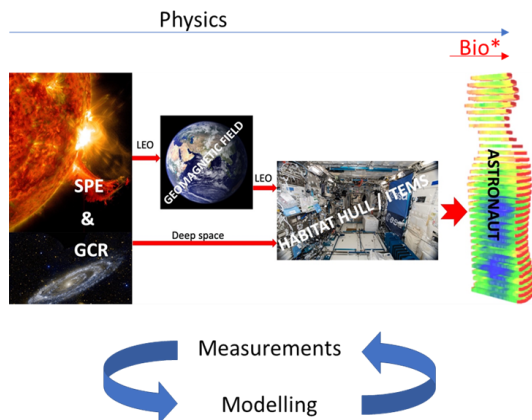 Physics
Bio*
LEO
GEOMAGNETIC FIELD
LEO
SPE
&
GCR
Deep space
HABITAT HULL / ITEMS
ASTRONAUT
Measurements
Modelling